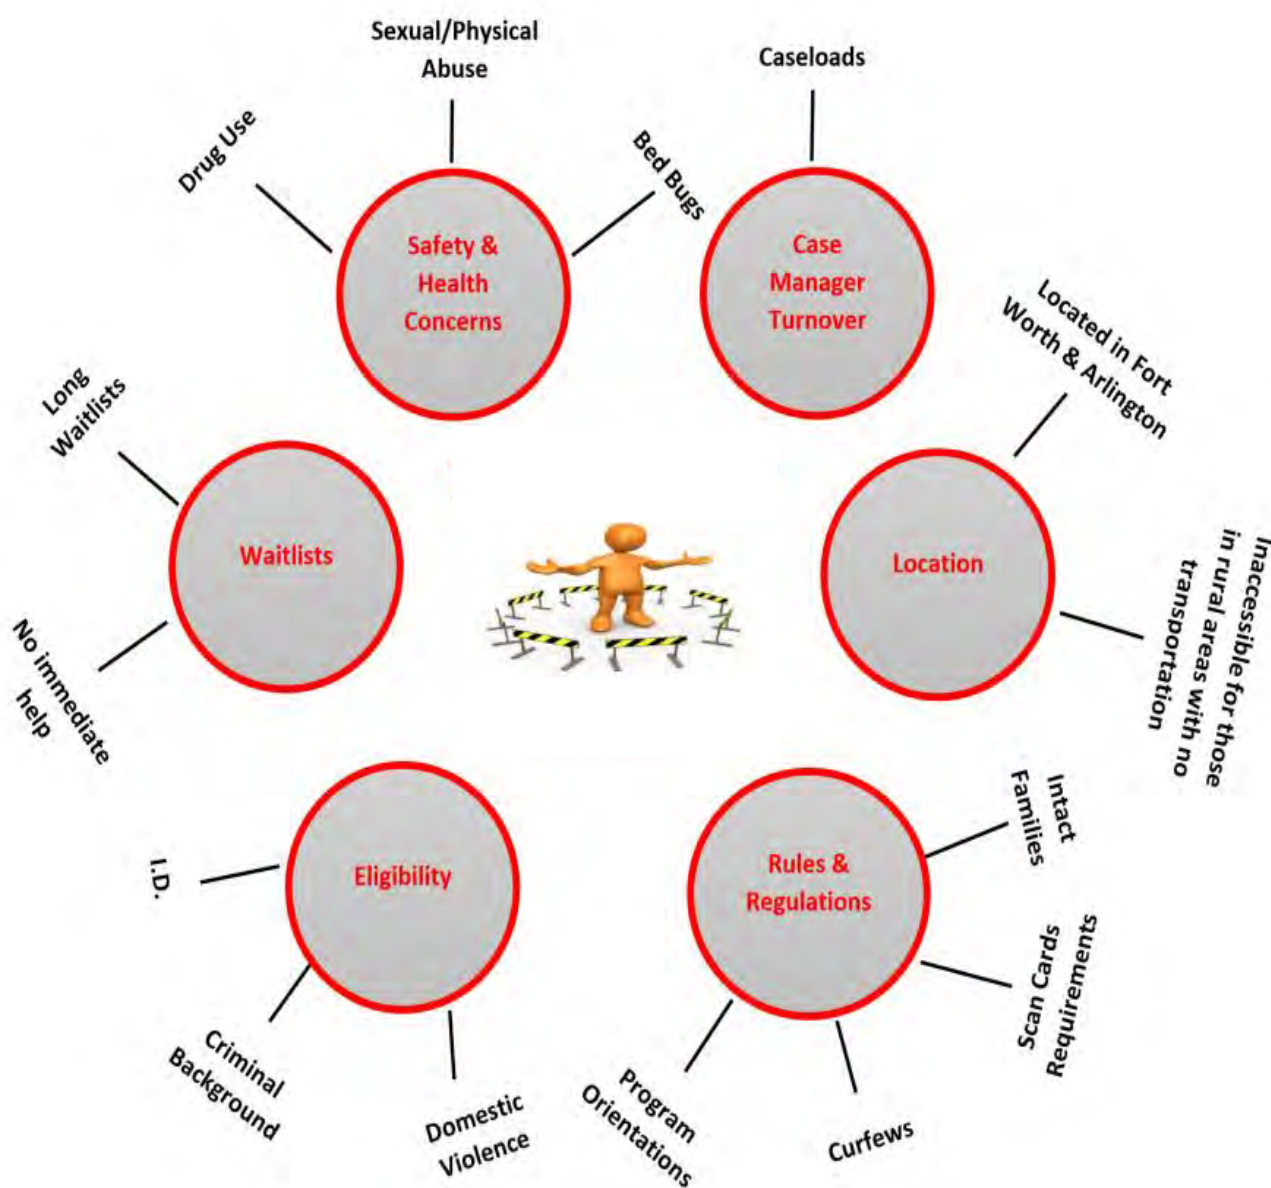 Sexual/Physical
Abuse
Drug Use
Bed Bugs
Safety &
Health
Concerns
Caseloads
Case
Manager
Turnover
Located in Fort
Worth & Arlington
Location
Inaccessible for those
in rural areas with no
transportation
Long
Waitlists
Waitlists
No immediate
help
I.D.
Eligibility
Criminal
Background
Domestic
Violence
Rules &
Regulations
Intact
Families
Scan Cards
Requirements
Curfews
Program
Orientations